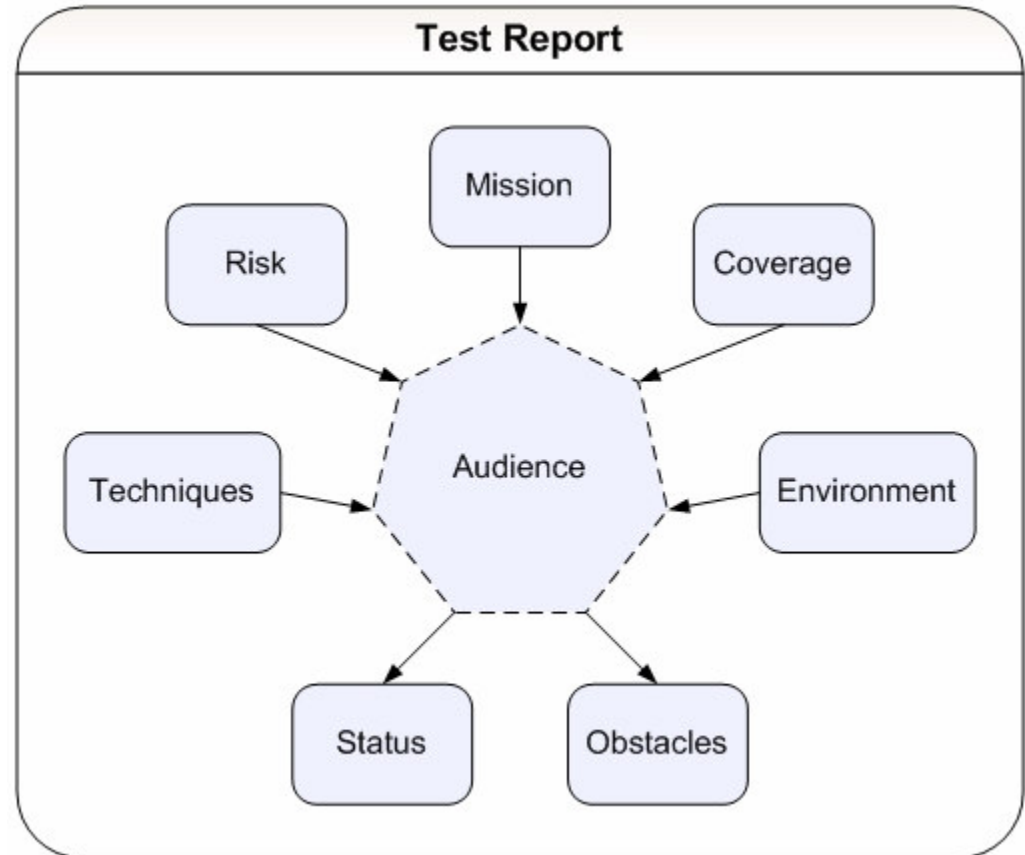 Test Report
Mission
Risk
Coverage
Audience
Techniques
Environment
Status
Obstacles